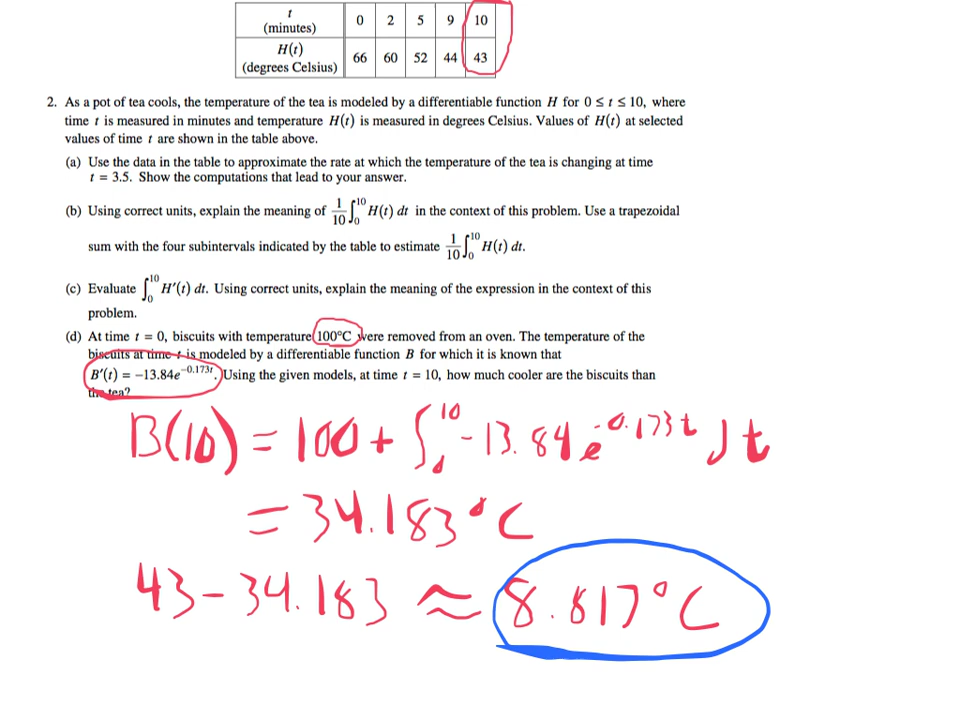 t (minutes) 0 2 5 9 10
H(t) (degrees Celsius) 66 60 52 44 43
2. As a pot of tea cools, the temperature of the tea is modeled by a differentiable function H for 0 ≤ t ≤ 10, where
time t is measured in minutes and temperature H(t) is measured in degrees Celsius. Values of H(t) at selected
values of time t are shown in the table above.
(a) Use the data in the table to approximate the rate at which the temperature of the tea is changing at time
t = 3.5. Show the computations that lead to your answer.
(b) Using correct units, explain the meaning of 1/10 ∫₀¹⁰ H(t) dt in the context of this problem. Use a trapezoidal
sum with the four subintervals indicated by the table to estimate 1/10 ∫₀¹⁰ H(t) dt.
(c) Evaluate ∫₀¹⁰ H′(t) dt. Using correct units, explain the meaning of the expression in the context of this
problem.
(d) At time t = 0, biscuits with temperature 100°C were removed from an oven. The temperature of the
biscuits at time t is modeled by a differentiable function B for which it is known that
B′(t) = −13.84e^(−0.173t). Using the given models, at time t = 10, how much cooler are the biscuits than
the tea?
B(10) = 100 + ∫₀¹⁰ -13.84 e^(-0.173t) dt
= 34.183°C
43 - 34.183 ≈ 8.817°C